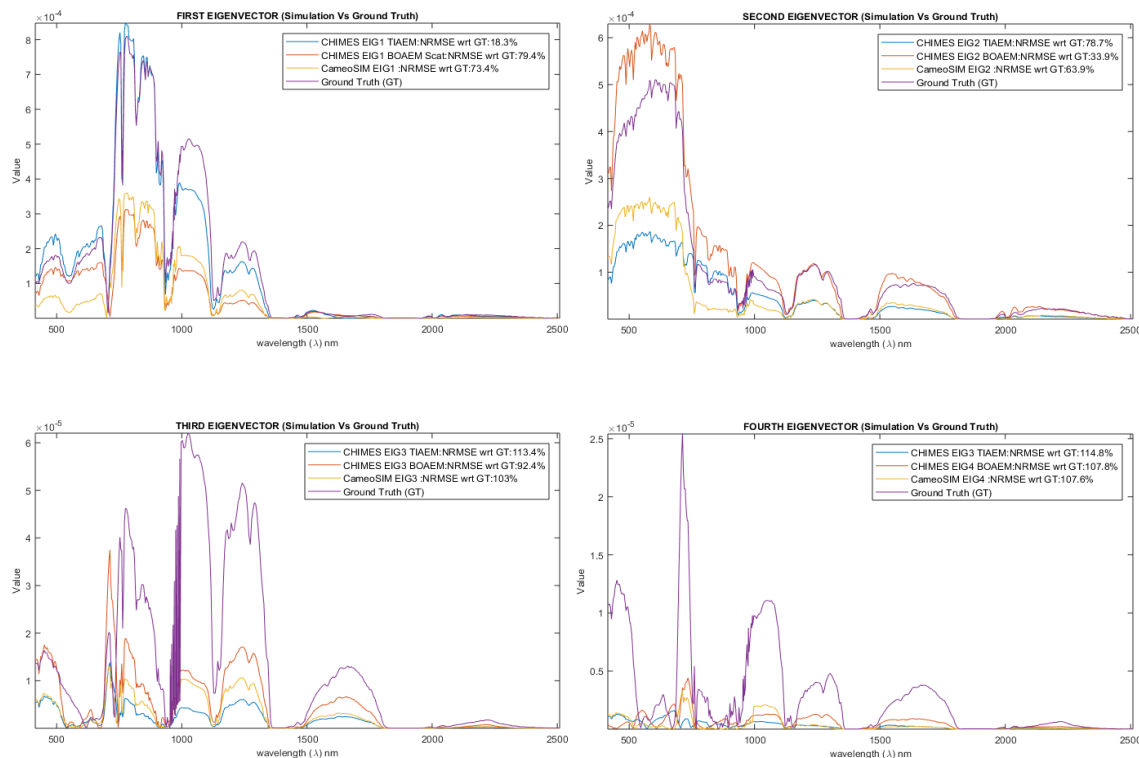 FIRST EIGENVECTOR (Simulation Vs Ground Truth)
×10-4
CHIMES EIG1 TIAEM:NRMSE wrt GT:18.3%
CHIMES EIG1 BOAEM Scat:NRMSE wrt GT:79.4%
CameoSIM EIG1 :NRMSE wrt GT:73.4%
Ground Truth (GT)
8
7
6
5
4
3
2
1
Value
500 1000 1500 2000 2500
wavelength (λ) nm
SECOND EIGENVECTOR (Simulation Vs Ground Truth)
×10-4
CHIMES EIG2 TIAEM:NRMSE wrt GT:78.7%
CHIMES EIG2 BOAEM:NRMSE wrt GT:33.9%
CameoSIM EIG2 :NRMSE wrt GT:63.9%
Ground Truth (GT)
6
5
4
3
2
1
0
Value
500 1000 1500 2000 2500
wavelength (λ) nm
THIRD EIGENVECTOR (Simulation Vs Ground Truth)
×10-5
CHIMES EIG3 TIAEM:NRMSE wrt GT:113.4%
CHIMES EIG3 BOAEM:NRMSE wrt GT:92.4%
CameoSIM EIG3 :NRMSE wrt GT:103%
Ground Truth (GT)
6
5
4
3
2
1
Value
500 1000 1500 2000 2500
wavelength (λ) nm
FOURTH EIGENVECTOR (Simulation Vs Ground Truth)
×10-5
CHIMES EIG3 TIAEM:NRMSE wrt GT:114.8%
CHIMES EIG4 BOAEM:NRMSE wrt GT:107.8%
CameoSIM EIG4 :NRMSE wrt GT:107.6%
Ground Truth (GT)
2.5
2
1.5
1
0.5
Value
500 1000 1500 2000 2500
wavelength (λ) nm